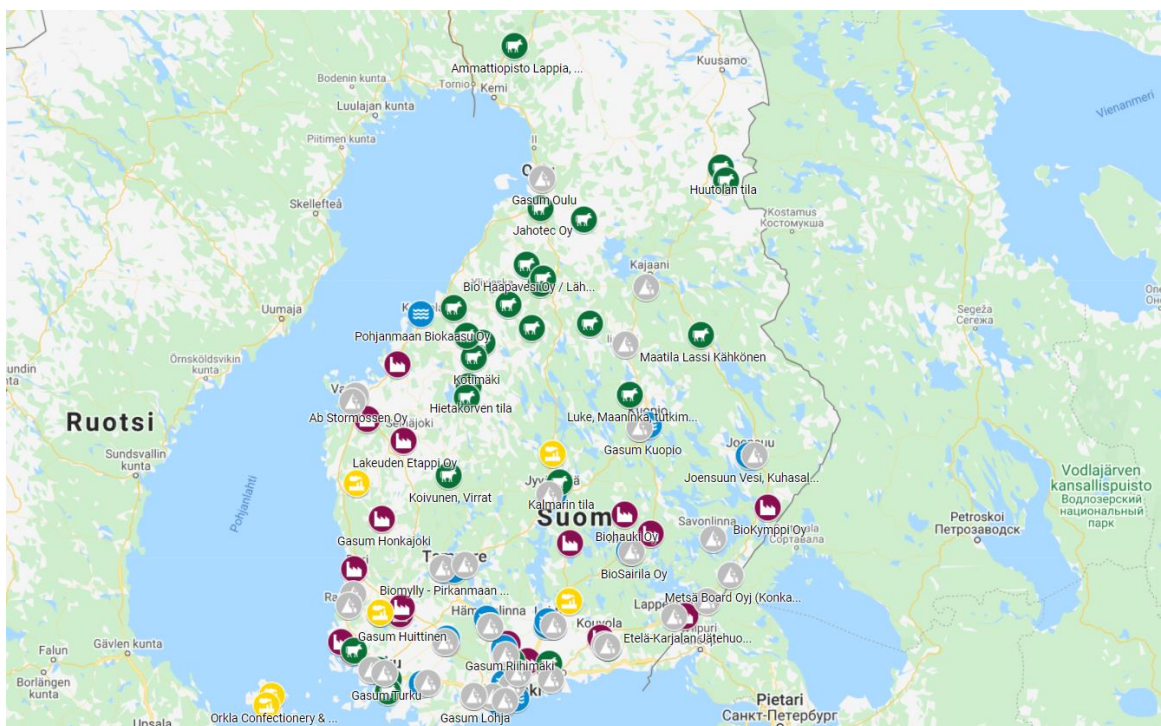 Kuusamo
Ammattiopisto Lappia, ...
Bodenin kunta
Tornio
Kemi
Luulajan kunta
Vienanmeri
Piitimen kunta
Ii
Huutolan tila
Gasum Oulu
Skellefteå
Kostamus
Костомукша
Jahotec Oy
Kajaani
Bio Haapavesi Oy / Läh...
Segeža
Сегежа
Uumaja
Pohjanmaan Biokaasu Oy
Örnsköldsvikin
kunta
Maatila Lassi Kähkönen
Kotimäki
Hietakorven tila
Ab Stormossen Oy
Luke, Maaninka, tutkim...
Ruotsi
Seinäjoki
Kuopio
Gasum Kuopio
Joensuu
Sundsvallin
kunta
Lakeuden Etappi Oy
Joensuun Vesi, Kuhasal...
Vodlajärven
kansallispuisto
Водлозерский
национальный
парк
Koivunen, Virrat
Kalmarin tila
Pohjanlahti
Suom
Savonlinna
BioKymppi Oy
Petroskoi
Петрозаводск
Gasum Honkajoki
Biohauki Oy
BioSairila Oy
Biomylly - Pirkanmaan ...
Metsä Board Oyj (Konka...
Kouvola
Gasum Huittinen
Etelä-Karjalan Jätehuo...
Gävlen kunta
Falun
Gasum Riihimäki
Borlängen
kunta
Gasum Turku
Pietari
Санкт-Петербург
Orkla Confectionery & ...
Gasum Lohja
Upsala